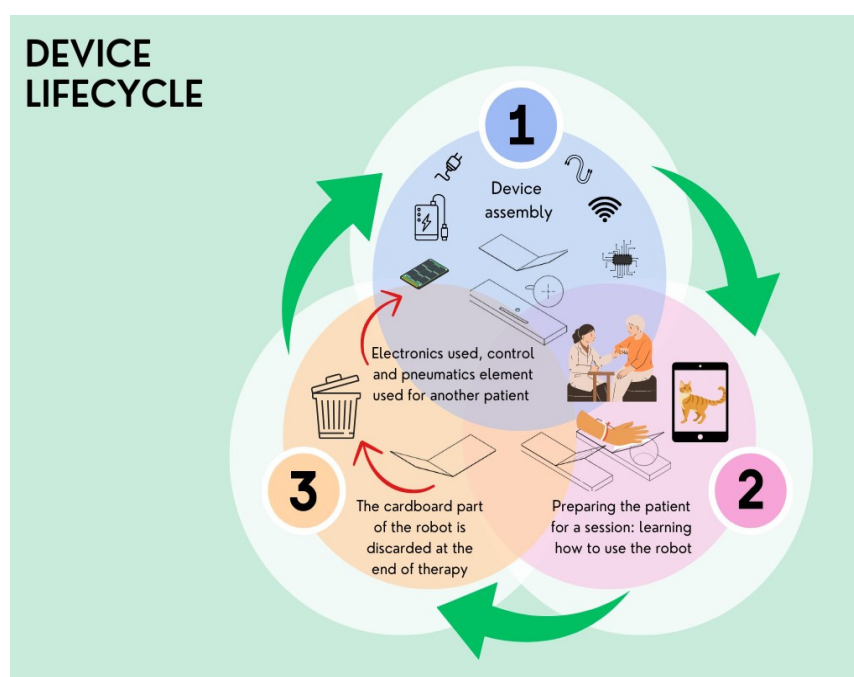 DEVICE
LIFECYCLE
1
Device
assembly
Electronics used, control
and pneumatics element
used for another patient
3
The cardboard part
of the robot is
discarded at the
end of therapy
2
Preparing the patient
for a session: learning
how to use the robot